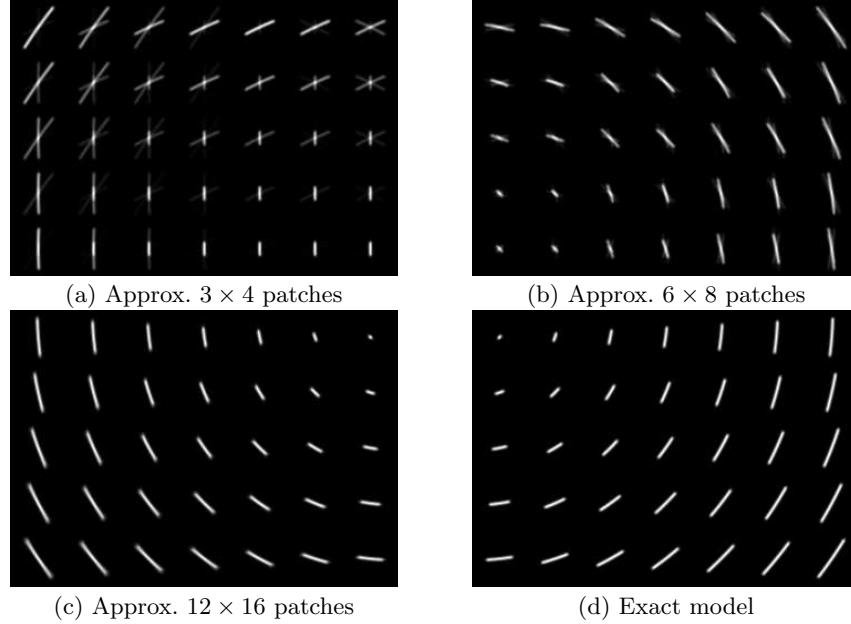 (a) Approx. 3 × 4 patches
(b) Approx. 6 × 8 patches
(c) Approx. 12 × 16 patches
(d) Exact model